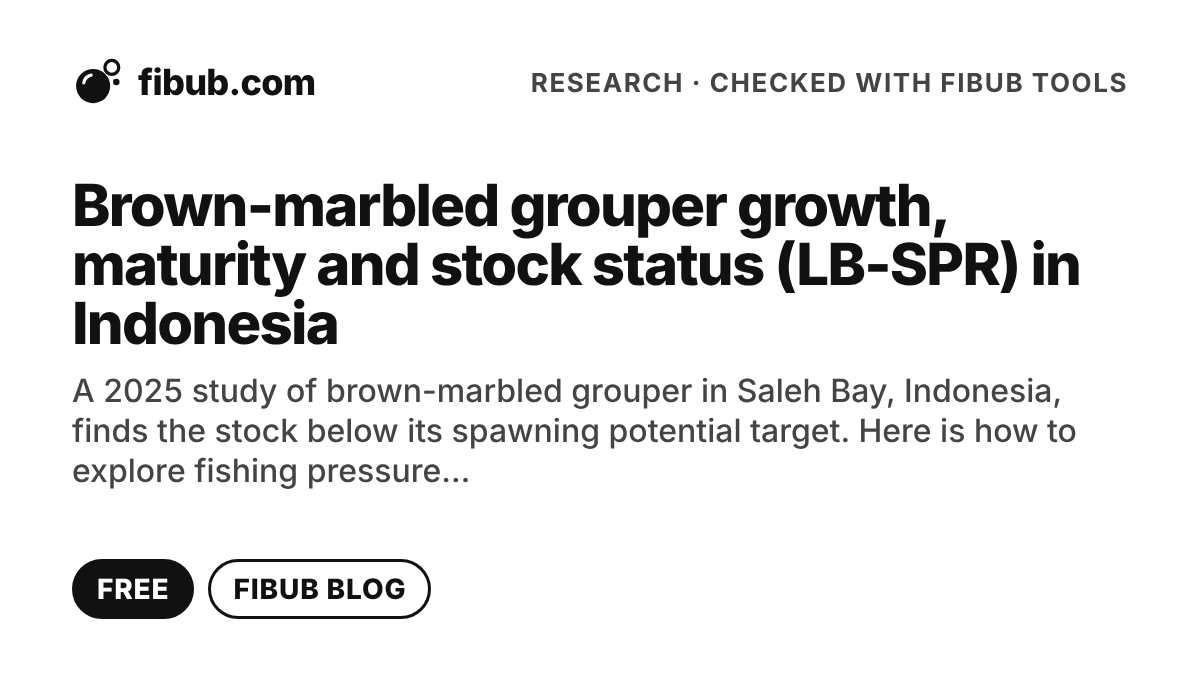 fibub.com
RESEARCH · CHECKED WITH FIBUB TOOLS
Brown-marbled grouper growth,
maturity and stock status (LB-SPR) in
Indonesia
A 2025 study of brown-marbled grouper in Saleh Bay, Indonesia,
finds the stock below its spawning potential target. Here is how to
explore fishing pressure...
FREE
FIBUB BLOG